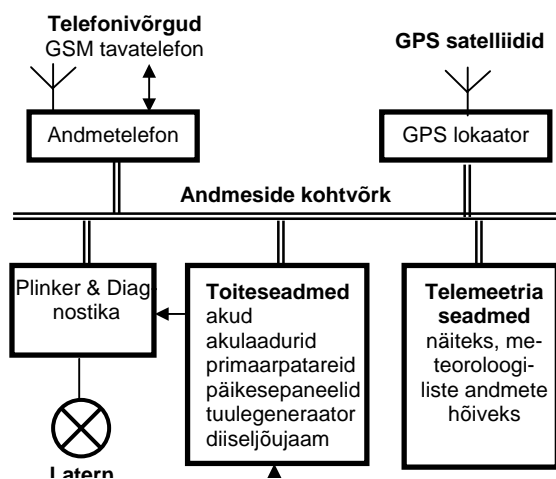 Telefonivõrgud
GSM tavatelefon
GPS satelliidid
Andmetelefon
GPS lokaator
Andmeside kohtvõrk
Plinker & Diag-
nostika
Toiteseadmed
akud
akulaadurid
primaarpatareid
päikesepaneelid
tuulegeneraator
diiseljõujaam
Telemeetria
seadmed
näiteks, me-
teoroloogi-
liste andmete
hõiveks
Latern